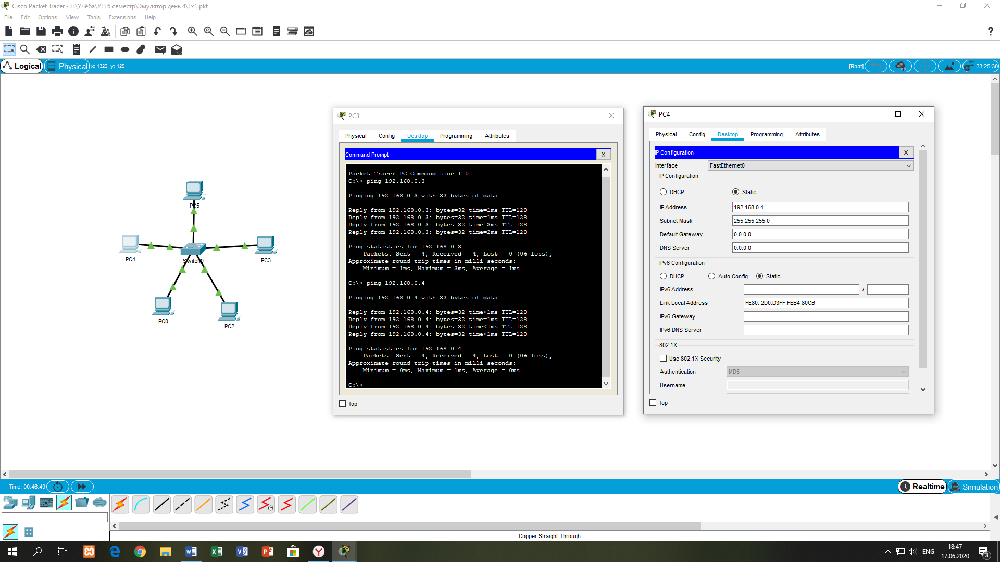 Cisco Packet Tracer - E:\Учёба\УП 6 семестр\Эмулятор день 4\Ex1.pkt
File Edit Options View Tools Extensions Help
Logical Physical x: 1322, y: 129 [Root] 23:25:30
PC5
PC4
Switch0
PC3
PC0
PC2
PC3
Physical Config Desktop Programming Attributes
Command Prompt X
Packet Tracer PC Command Line 1.0
C:\> ping 192.168.0.3
Pinging 192.168.0.3 with 32 bytes of data:
Reply from 192.168.0.3: bytes=32 time=1ms TTL=128
Reply from 192.168.0.3: bytes=32 time=1ms TTL=128
Reply from 192.168.0.3: bytes=32 time=3ms TTL=128
Reply from 192.168.0.3: bytes=32 time=2ms TTL=128
Ping statistics for 192.168.0.3:
Packets: Sent = 4, Received = 4, Lost = 0 (0% loss),
Approximate round trip times in milli-seconds:
Minimum = 1ms, Maximum = 3ms, Average = 1ms
C:\> ping 192.168.0.4
Pinging 192.168.0.4 with 32 bytes of data:
Reply from 192.168.0.4: bytes=32 time<1ms TTL=128
Reply from 192.168.0.4: bytes=32 time<1ms TTL=128
Reply from 192.168.0.4: bytes=32 time<1ms TTL=128
Reply from 192.168.0.4: bytes=32 time<1ms TTL=128
Ping statistics for 192.168.0.4:
Packets: Sent = 4, Received = 4, Lost = 0 (0% loss),
Approximate round trip times in milli-seconds:
Minimum = 0ms, Maximum = 1ms, Average = 0ms
C:\>
Top
PC4
Physical Config Desktop Programming Attributes
IP Configuration X
Interface FastEthernet0
IP Configuration
DHCP Static
IP Address 192.168.0.4
Subnet Mask 255.255.255.0
Default Gateway 0.0.0.0
DNS Server 0.0.0.0
IPv6 Configuration
DHCP Auto Config Static
IPv6 Address /
Link Local Address FE80::2D0:D3FF:FEB4:80CB
IPv6 Gateway
IPv6 DNS Server
802.1X
Use 802.1X Security
Authentication MD5
Username
Top
Time: 00:46:49 Realtime Simulation
Copper Straight-Through
ENG 18:47
17.06.2020 3